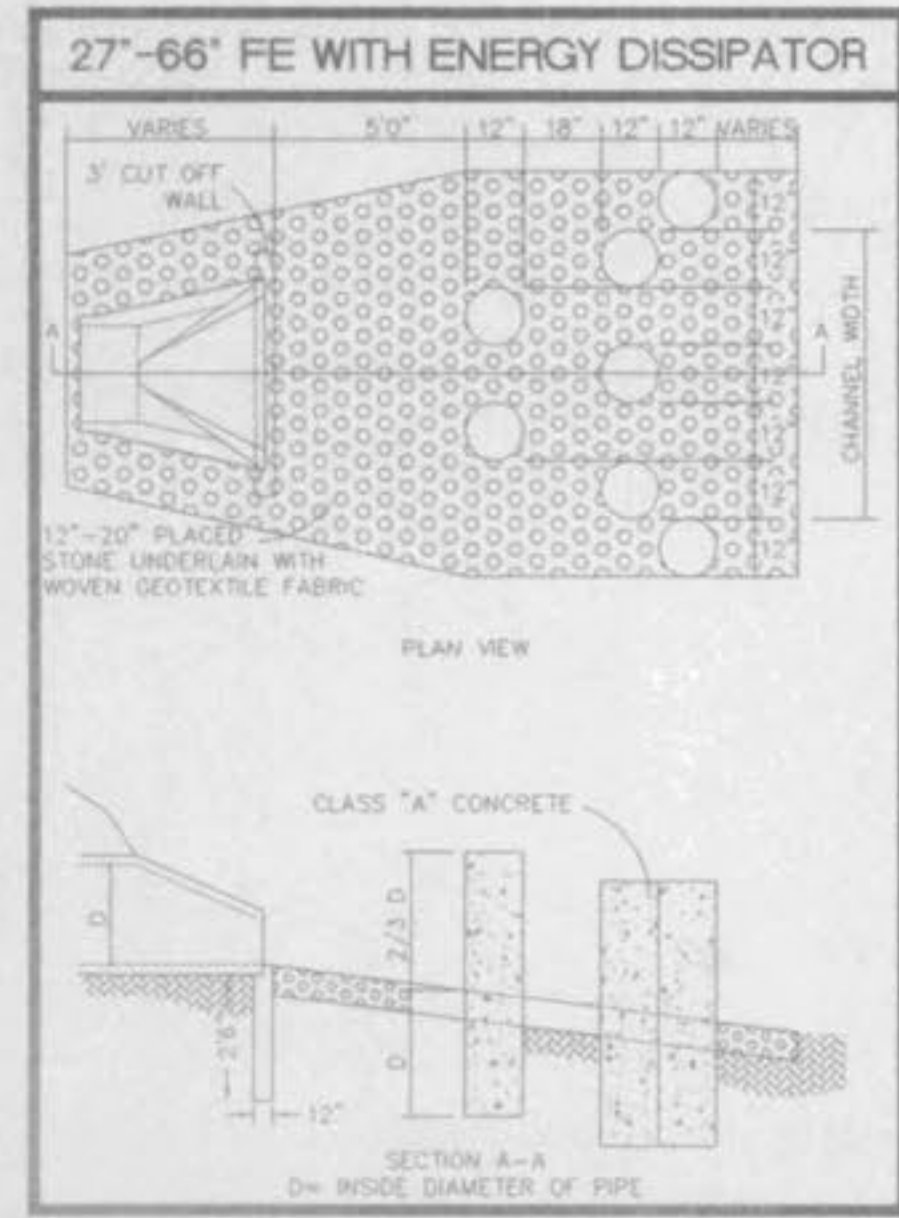 27"-66" FE WITH ENERGY DISSIPATOR
VARIES 5'0" 12" 18" 12" 12" VARIES
3' CUT OFF
WALL
12"
12"
12"
12"
12"
12"
12"
A A
CHANNEL WIDTH
12"-20" PLACED
STONE UNDERLAIN WITH
WOVEN GEOTEXTILE FABRIC
PLAN VIEW
CLASS "A" CONCRETE
D
2/3 D
D
2'6"
12"
SECTION A-A
D= INSIDE DIAMETER OF PIPE